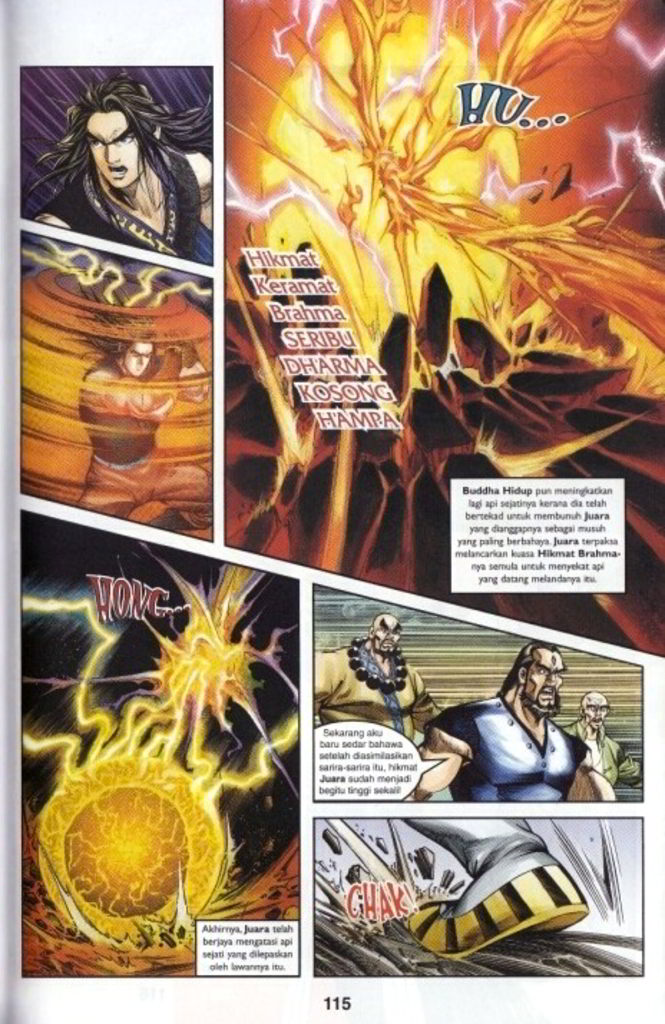 HU...
Hikmat
Keramat
Brahma
SERIBU
DHARMA
KOSONG
HAMPA
Buddha Hidup pun meningkatkan
lagi api sejatinya kerana dia telah
bertekad untuk membunuh Juara
yang dianggapnya sebagai musuh
yang paling berbahaya. Juara terpaksa
melancarkan kuasa Hikmat Brahma-
nya semula untuk menyekat api
yang datang melandanya itu.
HONG...
Akhirnya, Juara telah
berjaya mengatasi api
sejati yang dilepaskan
oleh lawannya itu.
Sekarang aku
baru sedar bahawa
setelah diasimilasikan
sarira-sarira itu, hikmat
Juara sudah menjadi
begitu tinggi sekali!
CHAK!
115